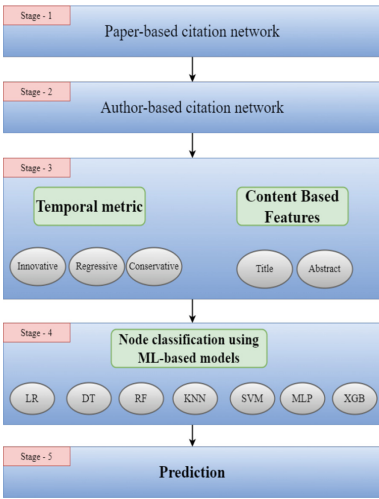 Stage - 1
Paper-based citation network
Stage - 2
Author-based citation network
Stage - 3
Temporal metric
Content Based
Features
Innovative Regressive Conservative
Title Abstract
Stage - 4
Node classification using
ML-based models
LR DT RF KNN SVM MLP XGB
Stage - 5
Prediction